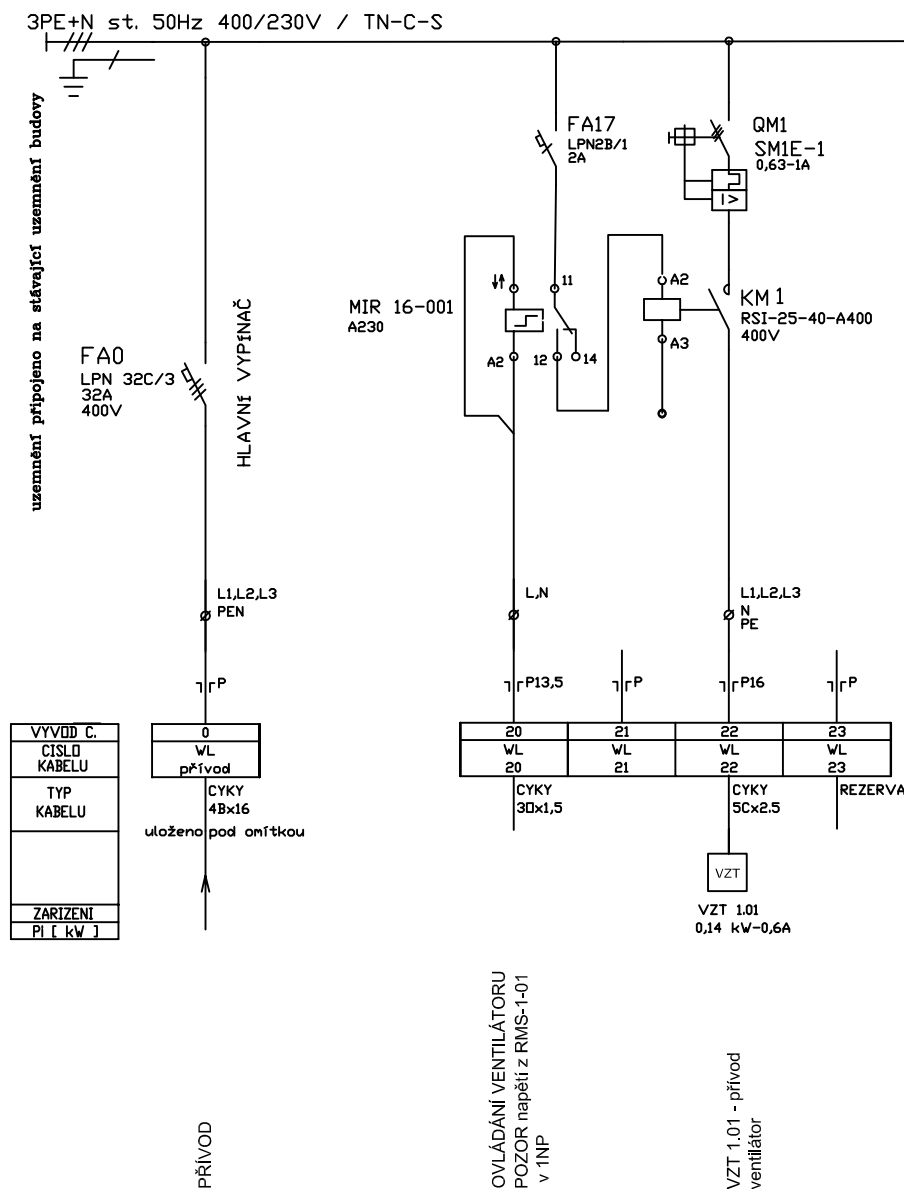 3PE+N st. 50Hz 400/230V / TN-C-S
uzemnění připojeno na stávající uzemnění budovy
FA0
LPN 32C/3
32A
400V
HLAVNÍ VYPÍNAČ
FA17
LPN2B/1
2A
QM1
SM1E-1
0,63-1A
I>
MIR 16-001
A230
A2
11
12
14
A2
A3
KM 1
RSI-25-40-A400
400V
L1,L2,L3
PEN
L,N
L1,L2,L3
N
PE
P
P13,5
P
P16
P
VYVOD C.
0
20
21
22
23
CISLO
KABELU
WL
přívod
WL
20
WL
21
WL
22
WL
23
TYP
KABELU
CYKY
4Bx16
uloženo pod omítkou
CYKY
3Ox1,5
CYKY
5Cx2.5
REZERVA
VZT
VZT 1.01
0,14 kW-0,6A
ZARIZENI
PI [ kW ]
PŘÍVOD
OVLÁDÁNÍ VENTILÁTORU
POZOR napětí z RMS-1-01
v 1NP
VZT 1.01 - přívod
ventilátor